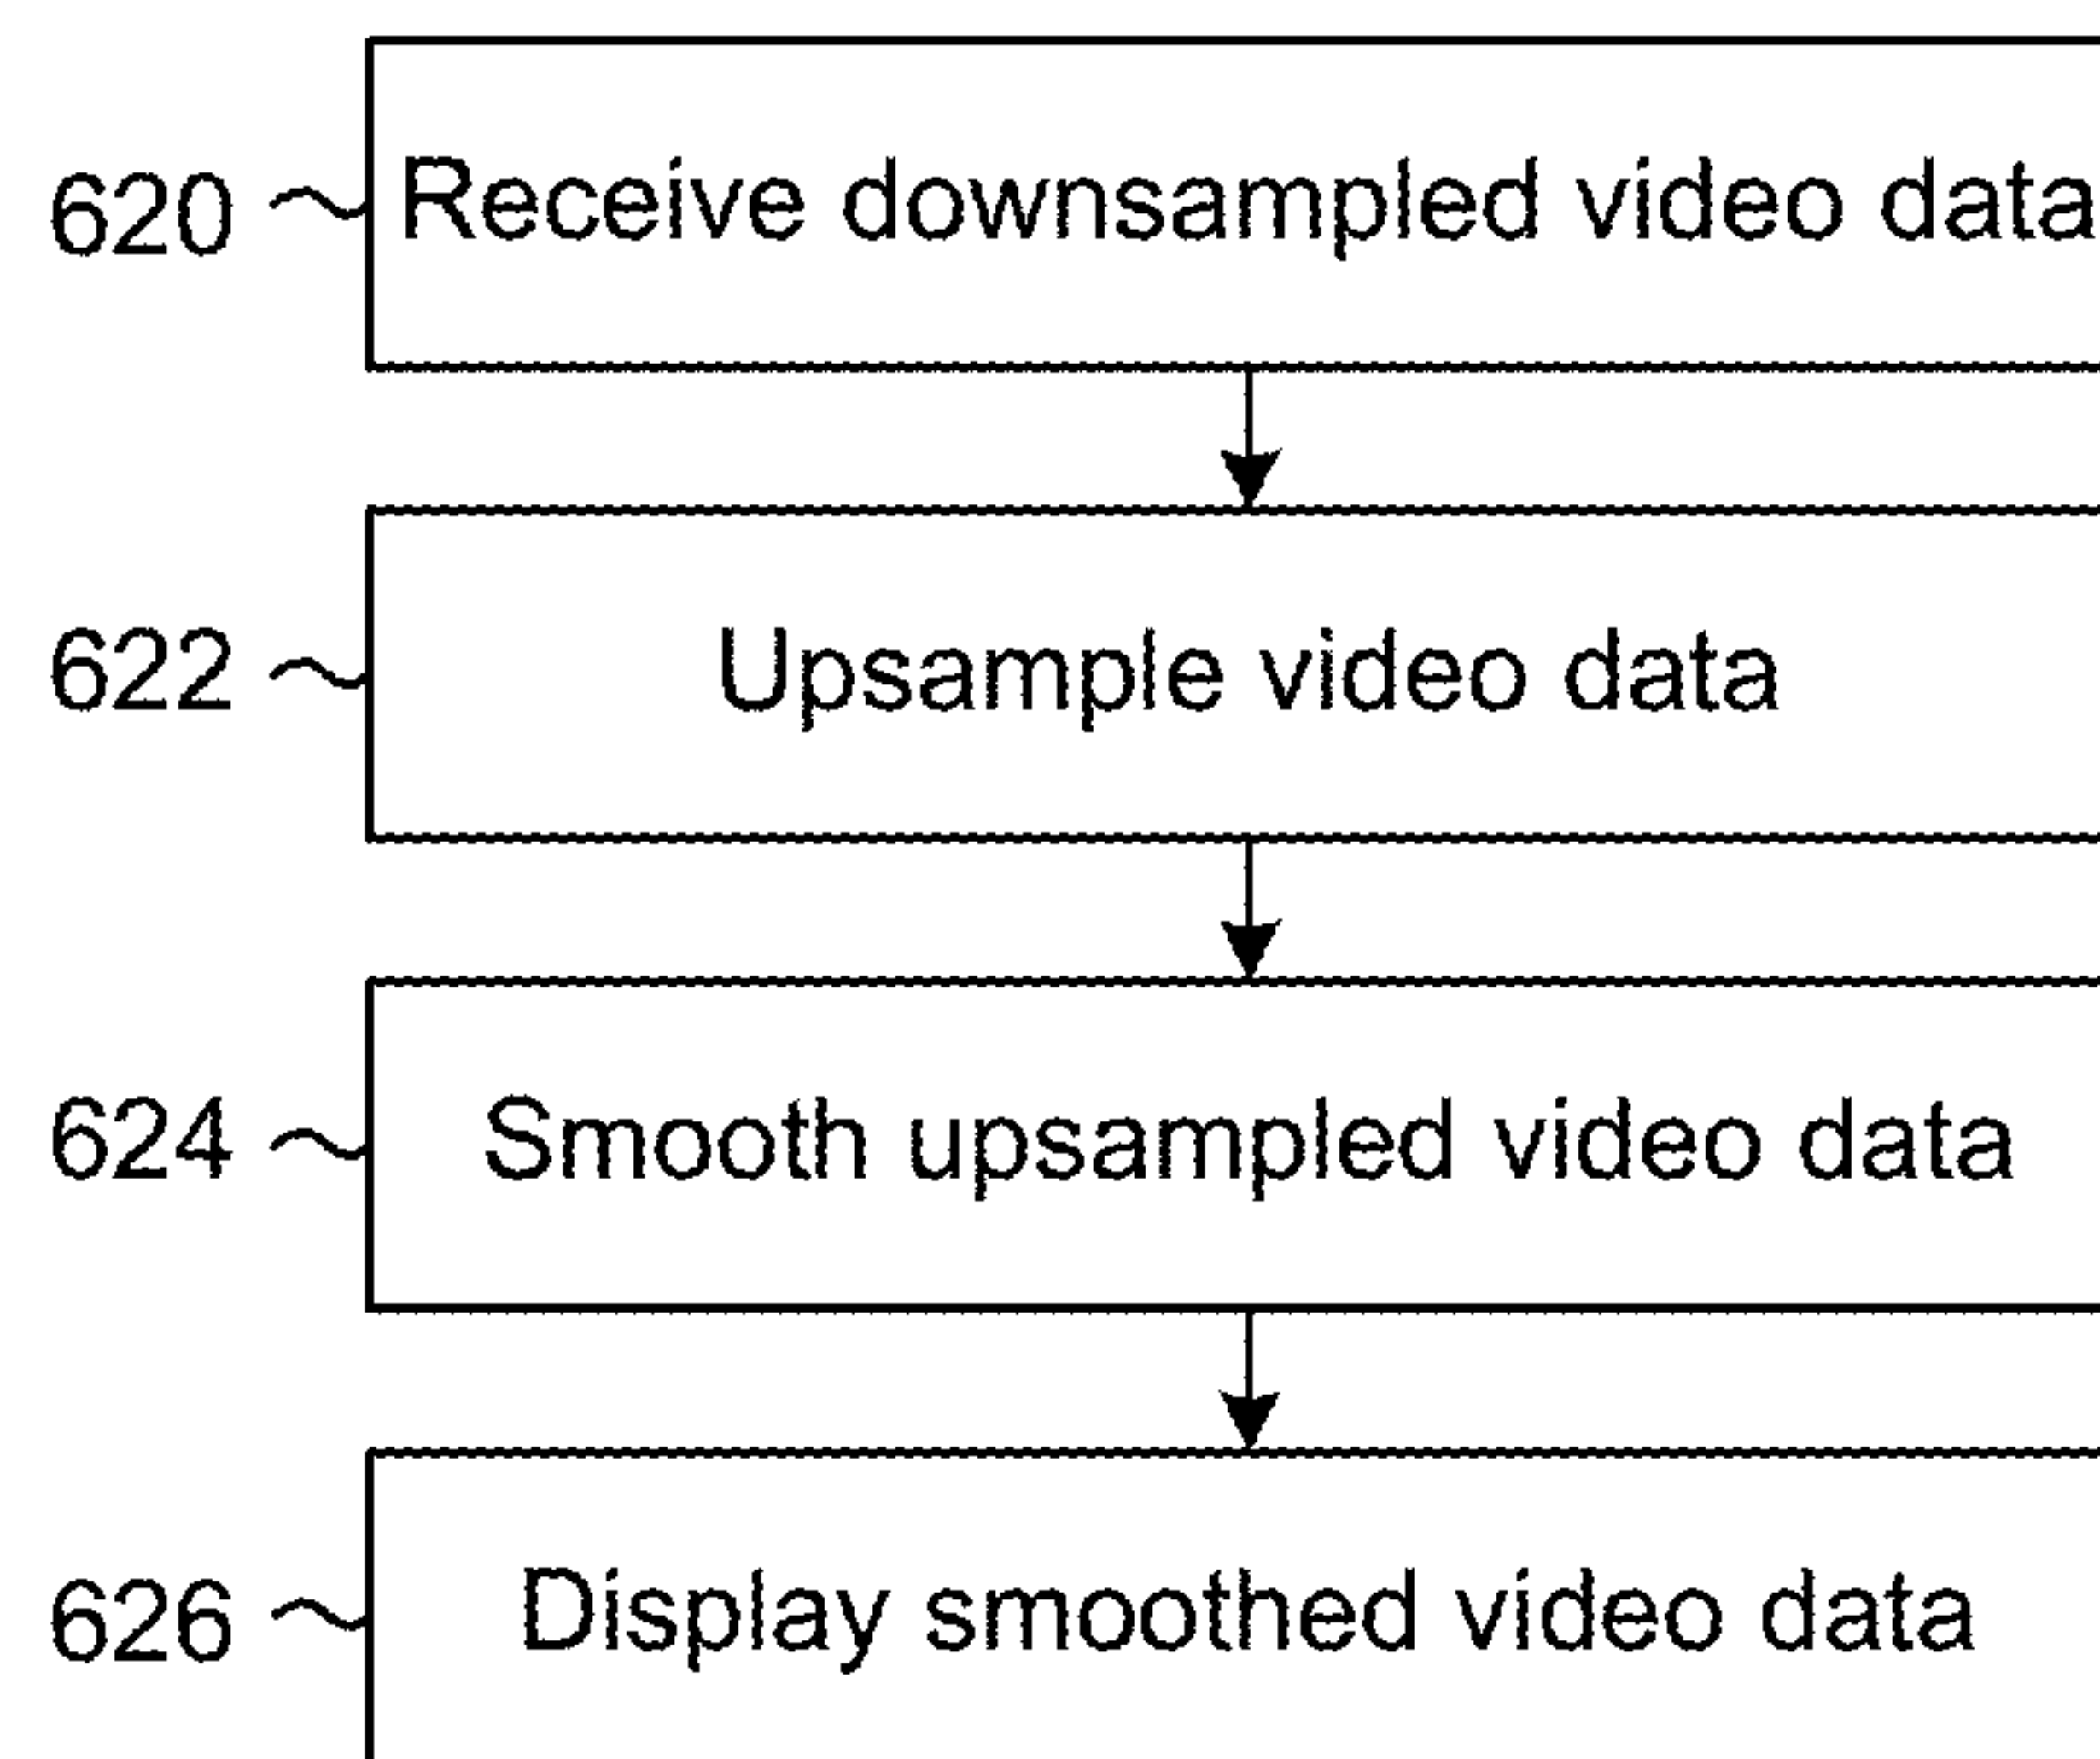 620 Receive downsampled video data
622 Upsample video data
624 Smooth upsampled video data
626 Display smoothed video data